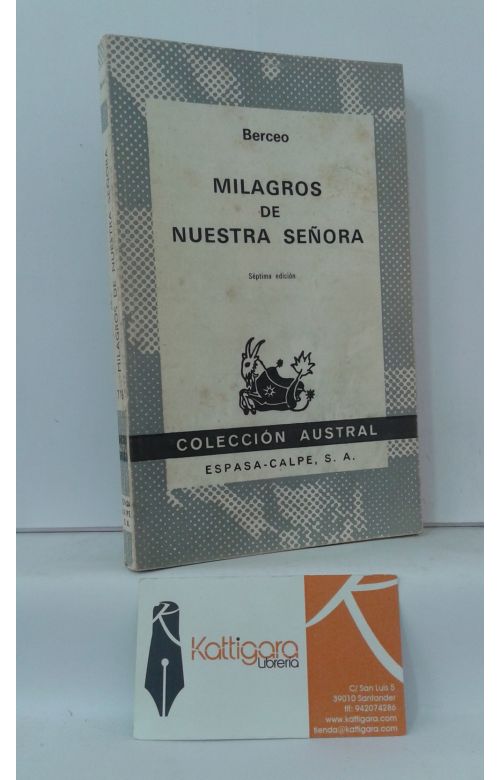 Berceo
MILAGROS
DE
NUESTRA SEÑORA
Séptima edición
COLECCIÓN AUSTRAL
ESPASA-CALPE, S. A.
MILAGROS DE NUESTRA SEÑORA
Kattigara
Librería
C/ San Luis 5
39010 Santander
tlf: 942074286
www.kattigara.com
tienda@kattigara.com